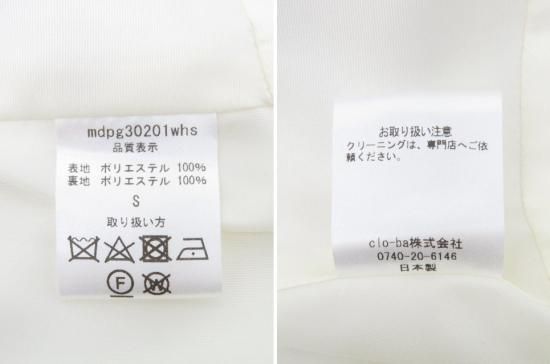 mdpg30201whs
品質表示
表地 ポリエステル 100%
裏地 ポリエステル 100%
S
取り扱い方
F
W
お取り扱い注意
クリーニングは、専門店へご依
頼ください。
clo-ba株式会社
0740-20-6146
日本製